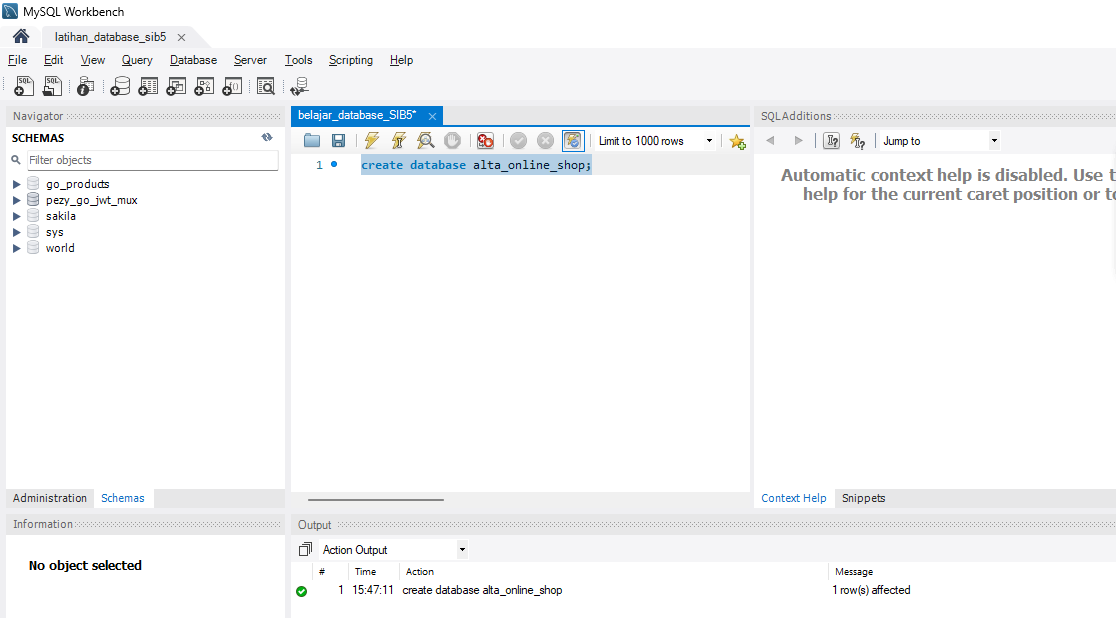 MySQL Workbench
latihan_database_sib5
File Edit View Query Database Server Tools Scripting Help
Navigator
SCHEMAS
Filter objects
go_products
pezy_go_jwt_mux
sakila
sys
world
Administration Schemas
Information
No object selected
belajar_database_SIB5*
Limit to 1000 rows
1 create database alta_online_shop;
SQLAdditions
Jump to
Automatic context help is disabled. Use t
help for the current caret position or to
Context Help Snippets
Output
Action Output
# Time Action Message
1 15:47:11 create database alta_online_shop 1 row(s) affected